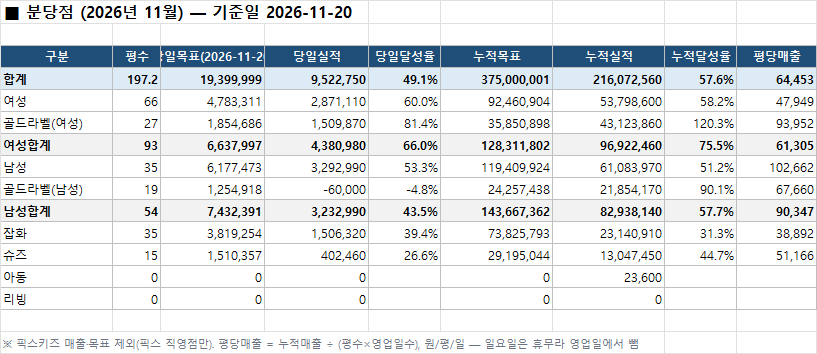 ■ 분당점 (2026년 11월) — 기준일 2026-11-20
구분 평수 당일목표(2026-11-20 당일실적 당일달성율 누적목표 누적실적 누적달성율 평당매출
합계 197.2 19,399,999 9,522,750 49.1% 375,000,001 216,072,560 57.6% 64,453
여성 66 4,783,311 2,871,110 60.0% 92,460,904 53,798,600 58.2% 47,949
골드라벨(여성) 27 1,854,686 1,509,870 81.4% 35,850,898 43,123,860 120.3% 93,952
여성합계 93 6,637,997 4,380,980 66.0% 128,311,802 96,922,460 75.5% 61,305
남성 35 6,177,473 3,292,990 53.3% 119,409,924 61,083,970 51.2% 102,662
골드라벨(남성) 19 1,254,918 -60,000 -4.8% 24,257,438 21,854,170 90.1% 67,660
남성합계 54 7,432,391 3,232,990 43.5% 143,667,362 82,938,140 57.7% 90,347
잡화 35 3,819,254 1,506,320 39.4% 73,825,793 23,140,910 31.3% 38,892
슈즈 15 1,510,357 402,460 26.6% 29,195,044 13,047,450 44.7% 51,166
아동 0 0 0 0 23,600
리빙 0 0 0 0 0
※ 픽스키즈 매출·목표 제외(픽스 직영점만). 평당매출 = 누적매출 ÷ (평수×영업일수), 원/평/일 — 일요일은 휴무라 영업일에서 뺌